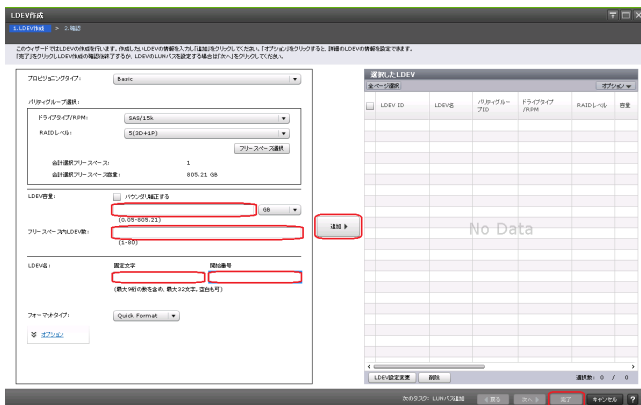 LDEV作成
1.LDEV作成 > 2.確認
このウィザードではLDEVの作成を行います。作成したいLDEVの情報を入力し「追加」をクリックしてください。「オプション」をクリックすると、詳細のLDEVの情報を設定できます。
「完了」をクリックしLDEV作成の確認後終了するか、LDEVのLUNパスを設定する場合は「次へ」をクリックしてください。
プロビジョニングタイプ: Basic
パリティグループ選択:
ドライブタイプ/RPM: SAS/15k
RAIDレベル: 5(3D+1P)
フリースペース選択
合計選択フリースペース: 1
合計選択フリースペース容量: 805.21 GB
LDEV容量: バウンダリ補正する
GB
(0.05-805.21)
フリースペース内LDEV数:
(1-80)
LDEV名: 固定文字 開始番号
(最大9桁の数を含め、最大32文字。空白も可)
フォーマットタイプ: Quick Format
オプション
追加
選択したLDEV
全ページ選択 オプション
LDEV ID LDEV名 パリティグループID ドライブタイプ/RPM RAIDレベル 容量
No Data
LDEV設定変更 削除 選択数: 0 / 0
次のタスク: LUNパス追加 戻る 次へ 完了 キャンセル ?